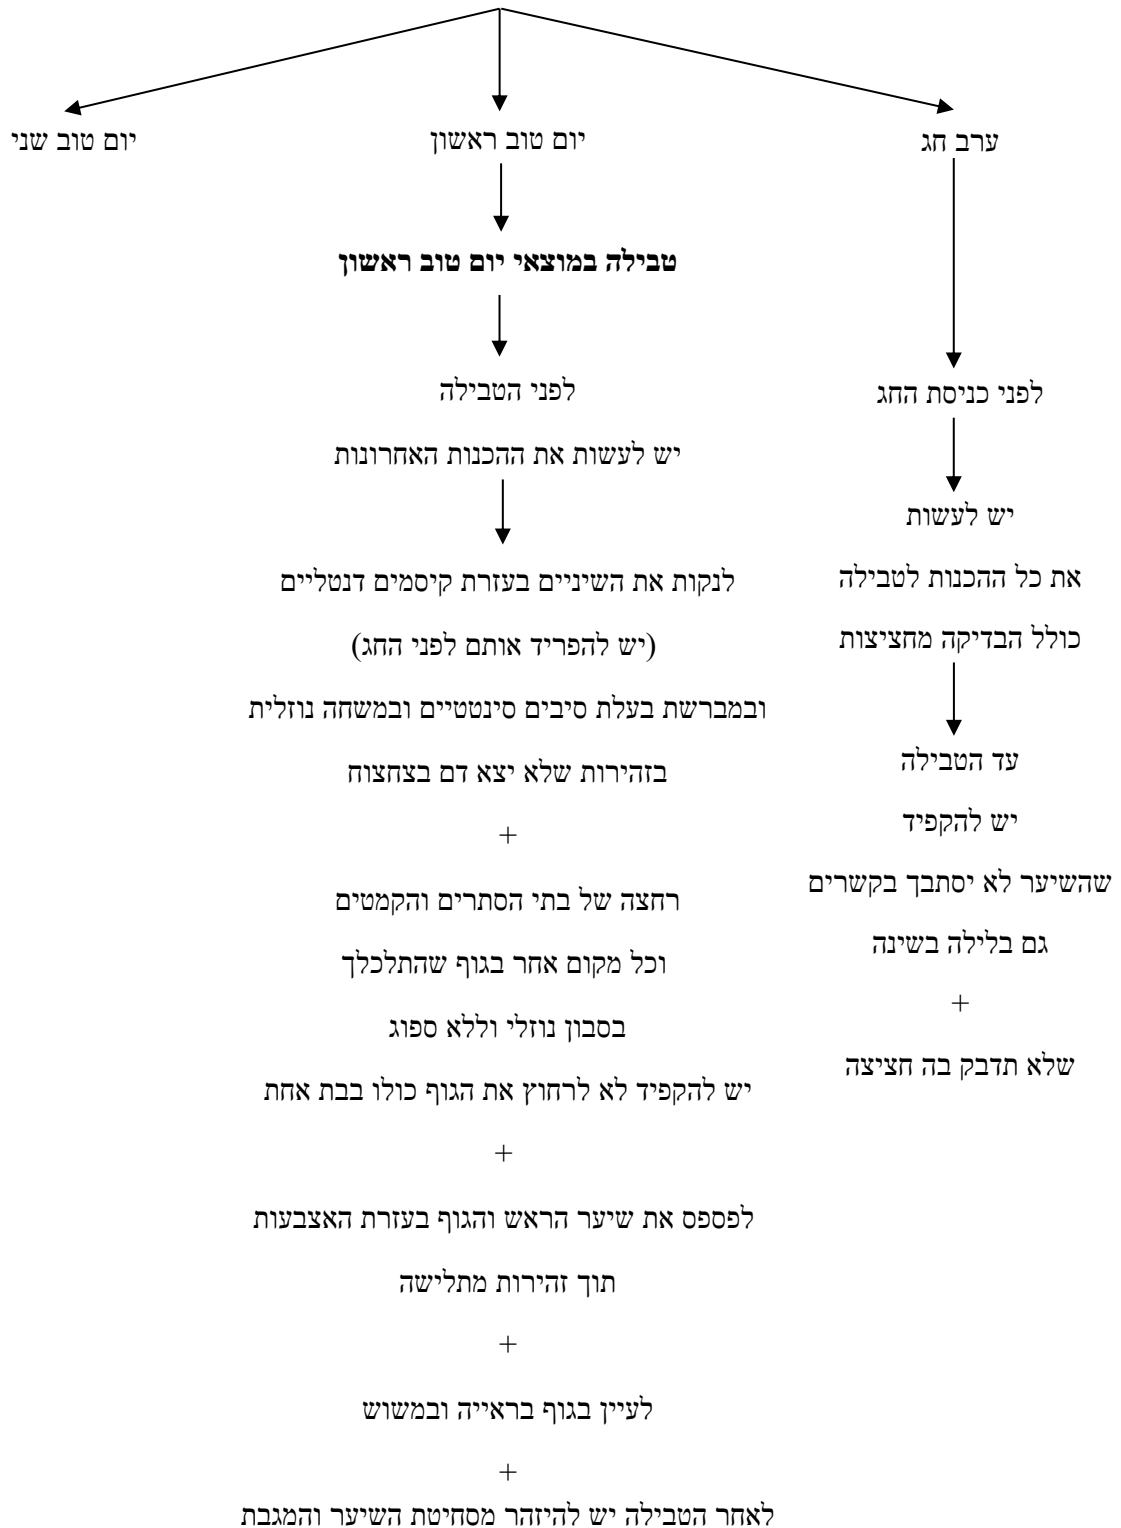 ערב חג
לפני כניסת החג
יש לעשות
את כל ההכנות לטבילה
כולל הבדיקה מחציצות
עד הטבילה
יש להקפיד
שהשיער לא יסתבך בקשרים
גם בלילה בשינה
+
שלא תדבק בה חציצה
יום טוב ראשון
טבילה במוצאי יום טוב ראשון
לפני הטבילה
יש לעשות את ההכנות האחרונות
לנקות את השיניים בעזרת קיסמים דנטליים
(יש להפריד אותם לפני החג)
ובמברשת בעלת סיבים סינטטיים ובמשחה נוזלית
בזהירות שלא יצא דם בצחצוח
+
רחצה של בתי הסתרים והקמטים
וכל מקום אחר בגוף שהתלכלך
בסבון נוזלי וללא ספוג
יש להקפיד לא לרחוץ את הגוף כולו בבת אחת
+
לפספס את שיער הראש והגוף בעזרת האצבעות
תוך זהירות מתלישה
+
לעיין בגוף בראייה ובמשוש
+
לאחר הטבילה יש להיזהר מסחיטת השיער והמגבת
יום טוב שני